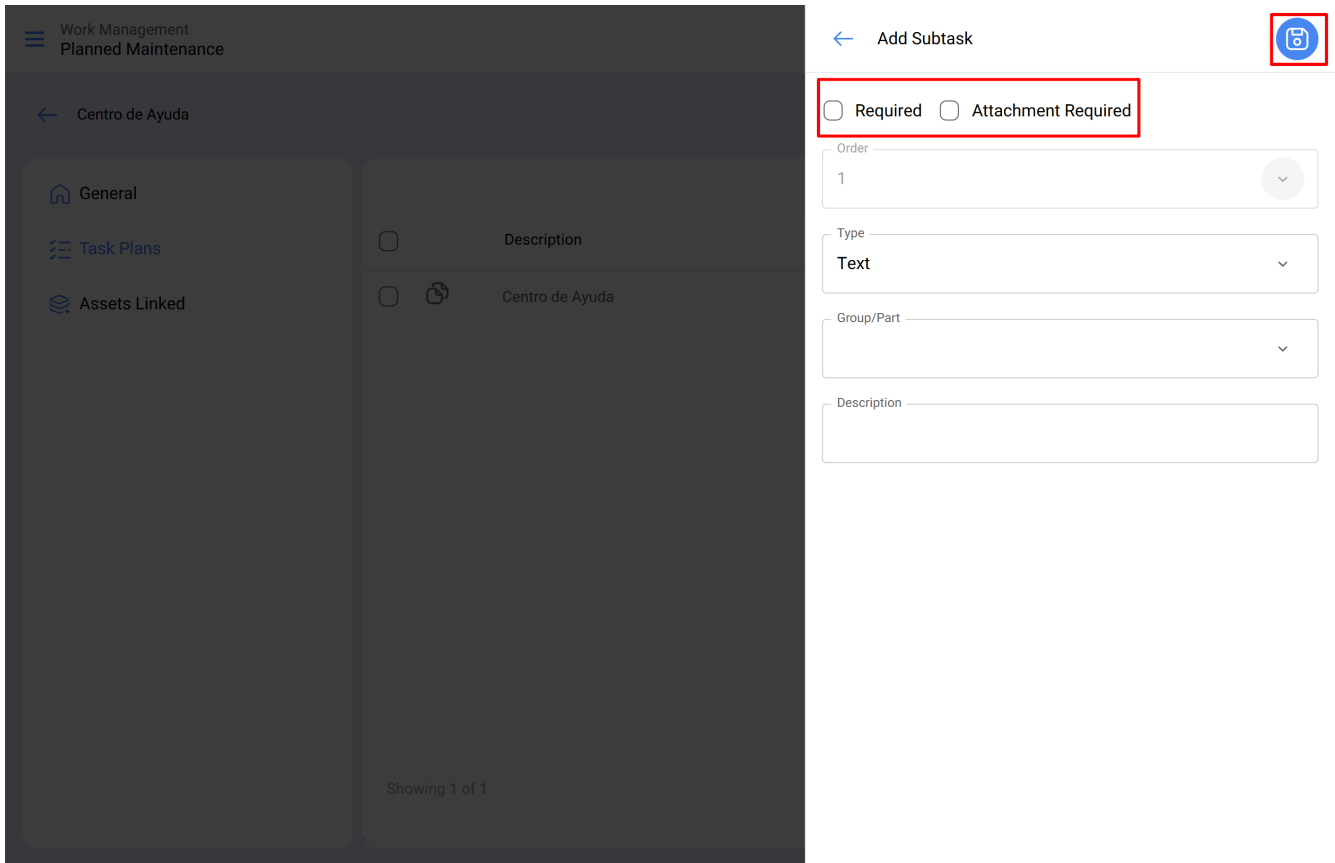 Work Management
Planned Maintenance
Centro de Ayuda
General
Task Plans
Assets Linked
Description
Centro de Ayuda
Showing 1 of 1
Add Subtask
Required
Attachment Required
Order
1
Type
Text
Group/Part
Description